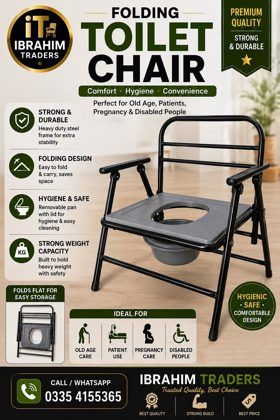 iT
IBRAHIM
TRADERS
FOLDING
TOILET
CHAIR
Comfort · Hygiene · Convenience
Perfect for Old Age, Patients,
Pregnancy & Disabled People
PREMIUM
QUALITY
STRONG
& DURABLE
STRONG &
DURABLE
Heavy duty steel
frame for extra
stability
FOLDING DESIGN
Easy to fold
& carry, saves
space
HYGIENE & SAFE
Removable pan
with lid for
hygiene & easy
cleaning
KG
STRONG WEIGHT
CAPACITY
Built to hold
heavy weight
with safety
FOLDS FLAT FOR
EASY STORAGE
HYGIENIC
- SAFE -
COMFORTABLE
DESIGN
IDEAL FOR
OLD AGE
CARE
PATIENT
USE
PREGNANCY
CARE
DISABLED
PEOPLE
CALL / WHATSAPP
0335 4155365
IBRAHIM TRADERS
Trusted Quality, Best Choice
BEST QUALITY
STRONG BUILD
BEST PRICE